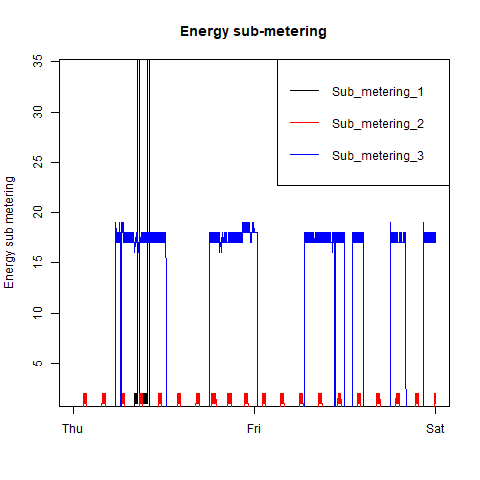 Energy sub-metering
Energy sub metering
35
30
25
20
15
10
5
Sub_metering_1
Sub_metering_2
Sub_metering_3
Thu
Fri
Sat